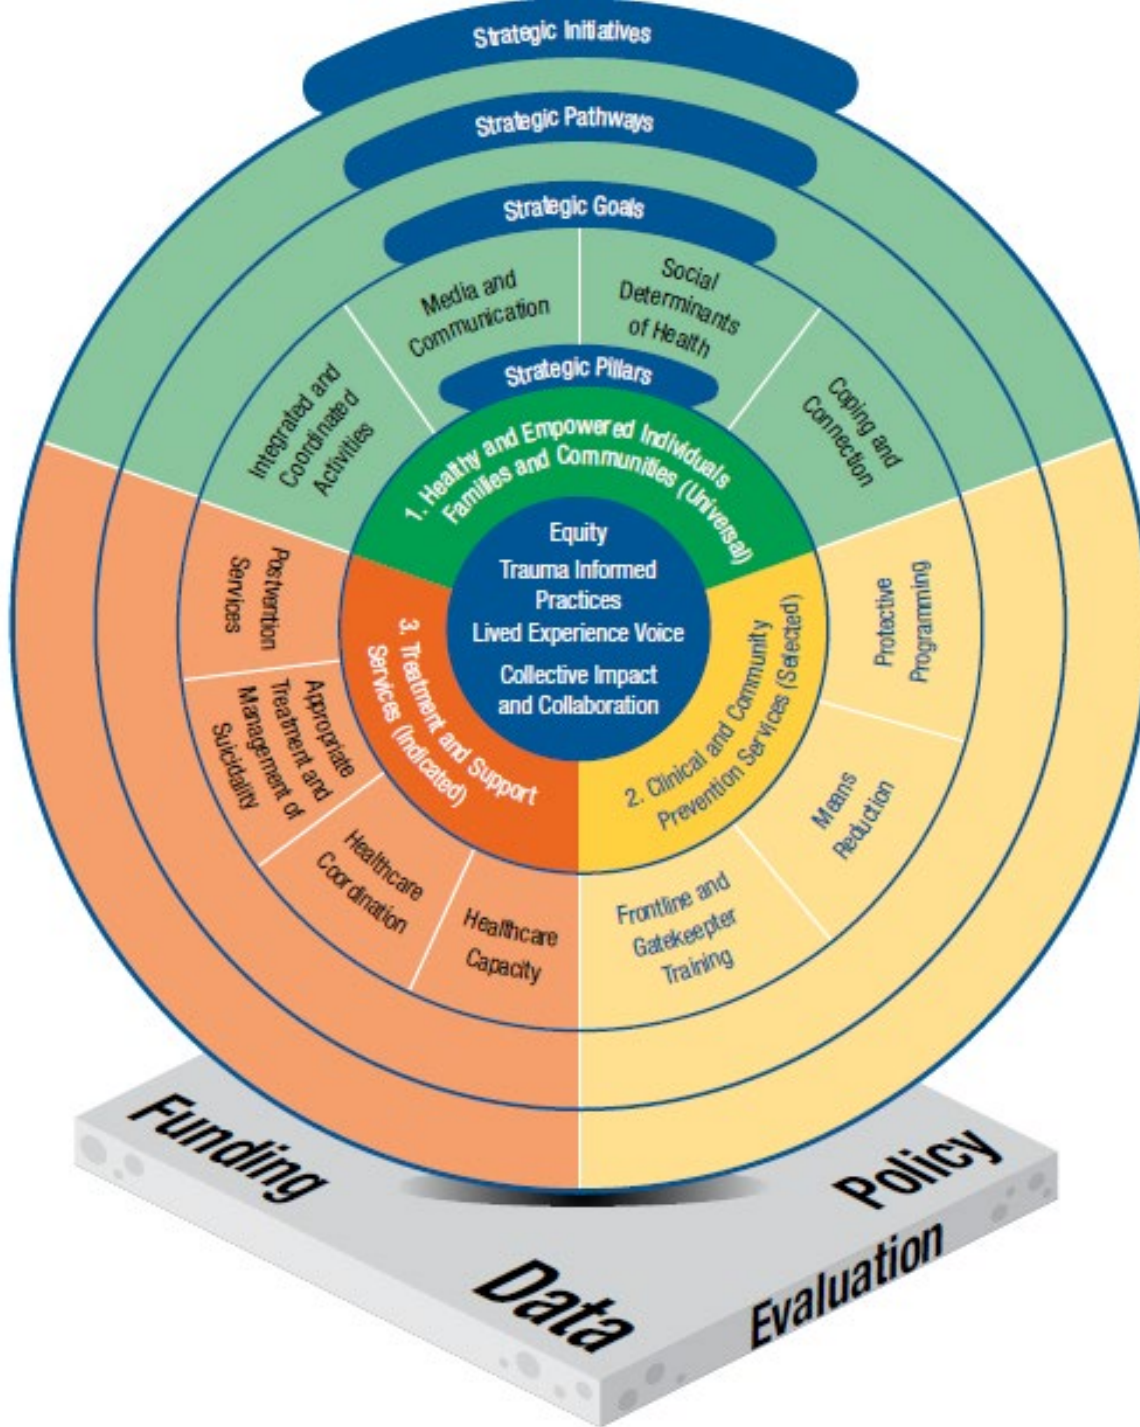 Strategic Initiatives
Strategic Pathways
Strategic Goals
Media and
Communication
Social
Determinants
of Health
Integrated and
Coordinated
Activities
Coping and
Connection
Strategic Pillars
1. Healthy and Empowered Individuals
Families and Communities (Universal)
Equity
Trauma Informed
Practices
Lived Experience Voice
Collective Impact
and Collaboration
Postvention
Services
Appropriate
Treatment and
Management of
Suicidality
Healthcare
Coordination
Healthcare
Capacity
3. Treatment and Support
Services (Indicated)
2. Clinical and Community
Prevention Services (Selected)
Protective
Programming
Means
Reduction
Frontline and
Gatekeepter
Training
Funding
Policy
Data
Evaluation